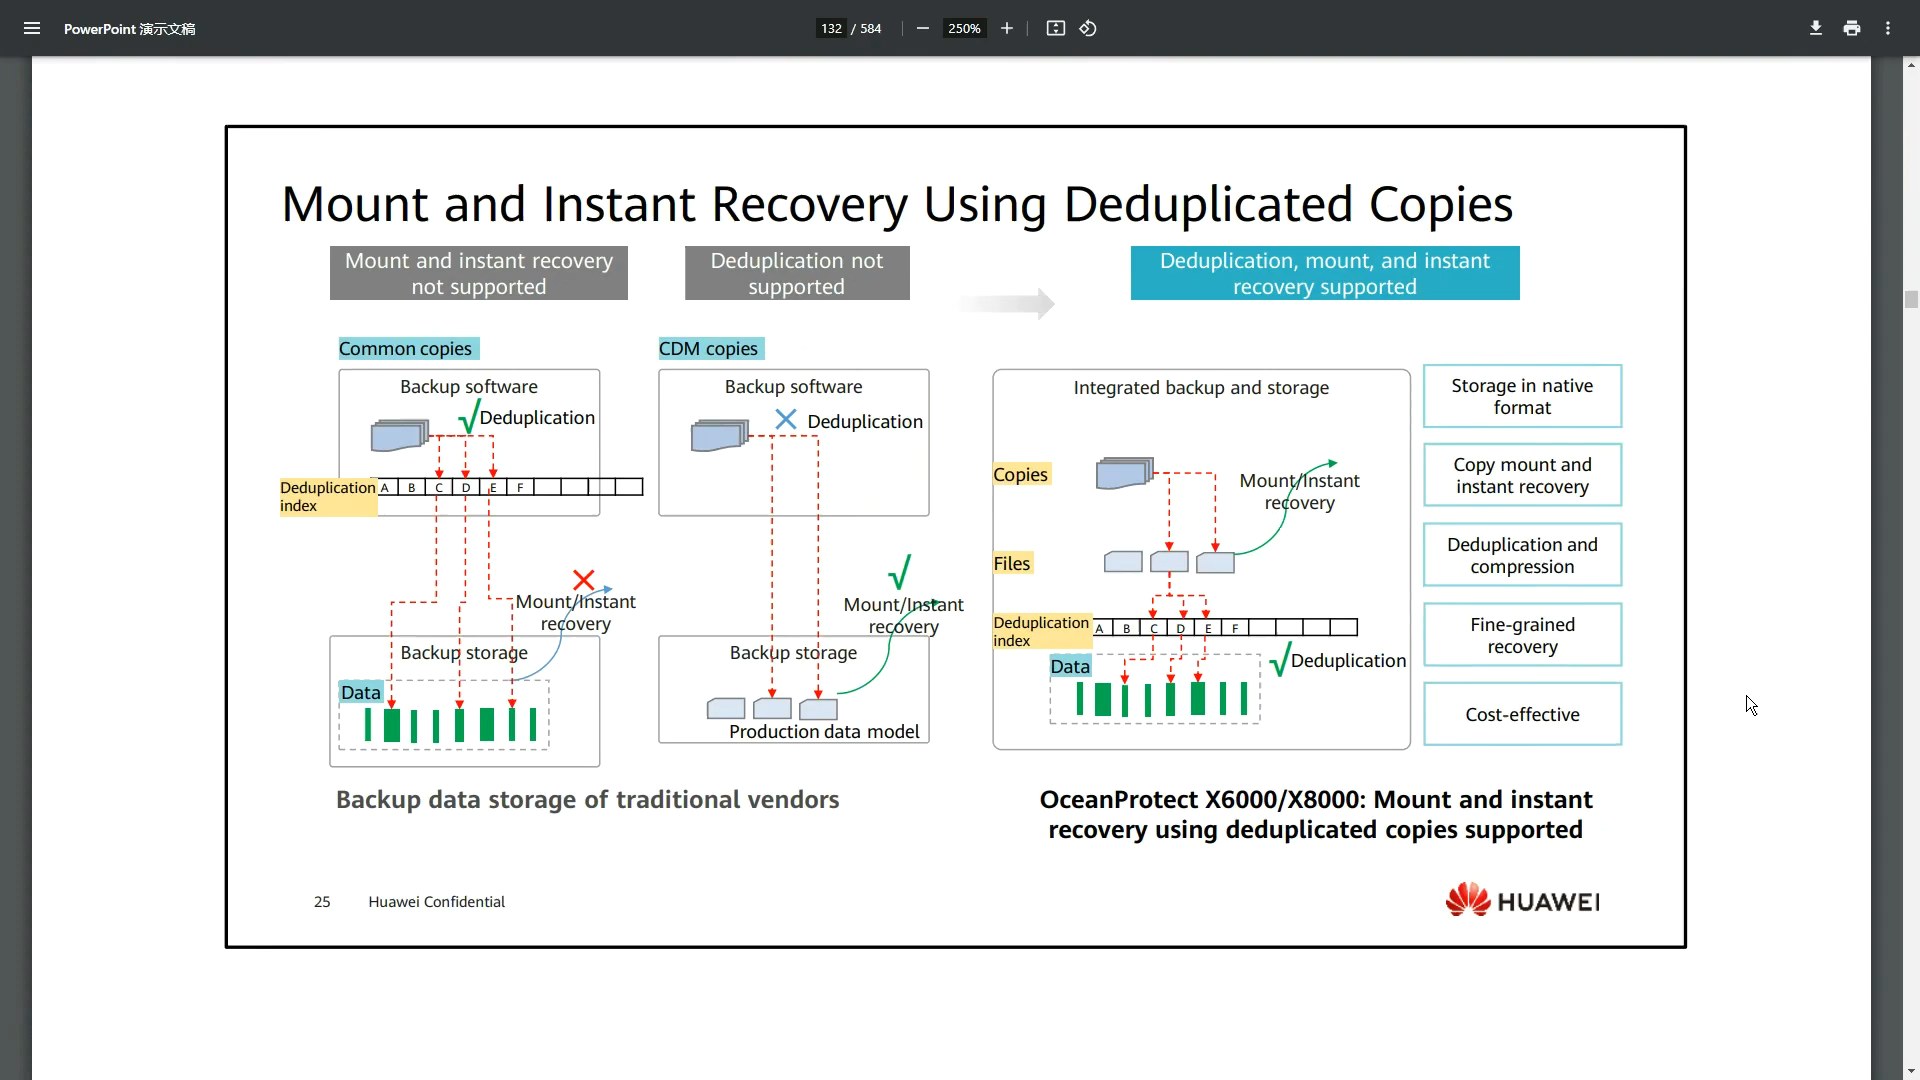 PowerPoint 演示文稿
132 / 584
250%
Mount and Instant Recovery Using Deduplicated Copies
Mount and instant recovery
not supported
Deduplication not
supported
Deduplication, mount, and instant
recovery supported
Common copies
Backup software
Deduplication
Deduplication
index
A B C D E F
Mount/Instant
recovery
Backup storage
Data
CDM copies
Backup software
Deduplication
Mount/Instant
recovery
Backup storage
Production data model
Backup data storage of traditional vendors
Integrated backup and storage
Copies
Mount/Instant
recovery
Files
Deduplication
index
A B C D E F
Data
Deduplication
Storage in native
format
Copy mount and
instant recovery
Deduplication and
compression
Fine-grained
recovery
Cost-effective
OceanProtect X6000/X8000: Mount and instant
recovery using deduplicated copies supported
25 Huawei Confidential
HUAWEI